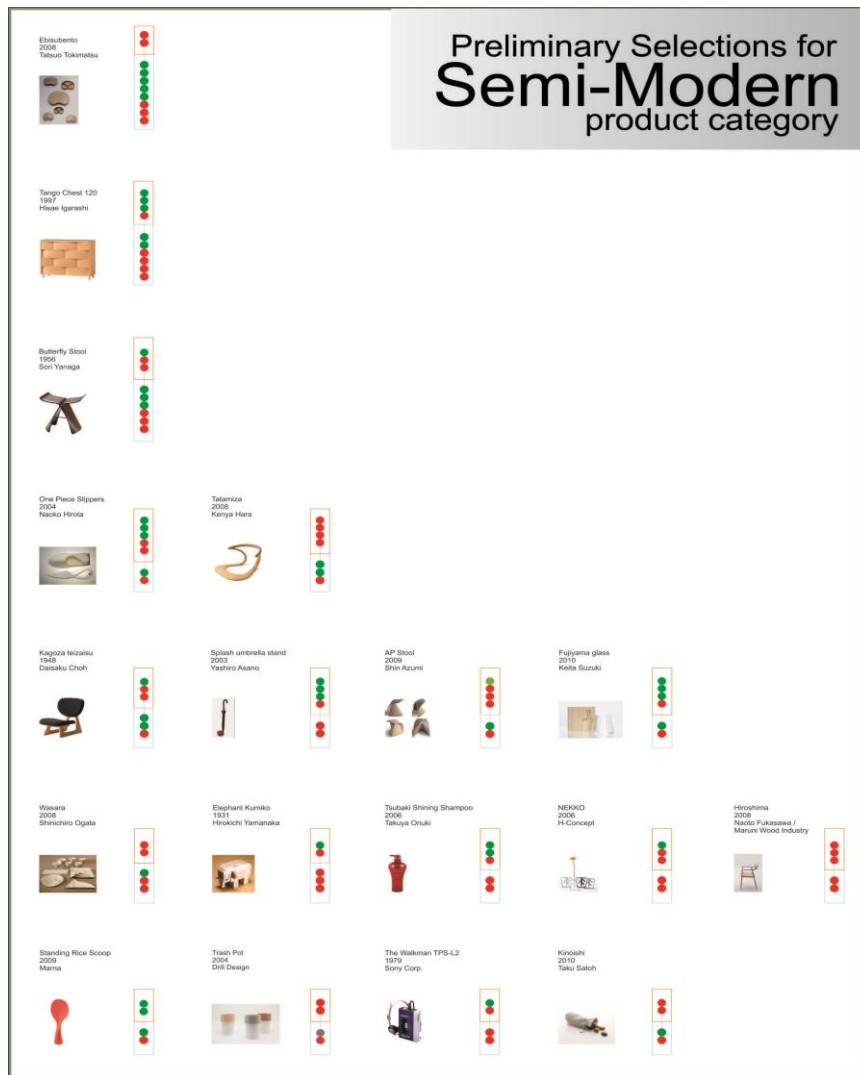 Preliminary Selections for
Semi-Modern
product category
Ebisubento
2008
Tatsuo Tokimatsu
Tango Chest 120
1997
Hisae Igarashi
Butterfly Stool
1956
Sori Yanaga
One Piece Slippers
2004
Naoko Hirota
Tatamiza
2008
Kenya Hara
Kagoza teizaisu
1948
Daisaku Choh
Splash umbrella stand
2003
Yashiro Asano
AP Stool
2009
Shin Azumi
Fujiyama glass
2010
Keita Suzuki
Wasara
2008
Shinichiro Ogata
Elephant Kumiko
1931
Hirokichi Yamanaka
Tsubaki Shining Shampoo
2006
Takuya Onuki
NEKKO
2006
H-Concept
Hiroshima
2008
Naoto Fukasawa /
Maruni Wood Industry
Standing Rice Scoop
2009
Marna
Trash Pot
2004
Drill Design
The Walkman TPS-L2
1979
Sony Corp.
Kinoishi
2010
Taku Satoh